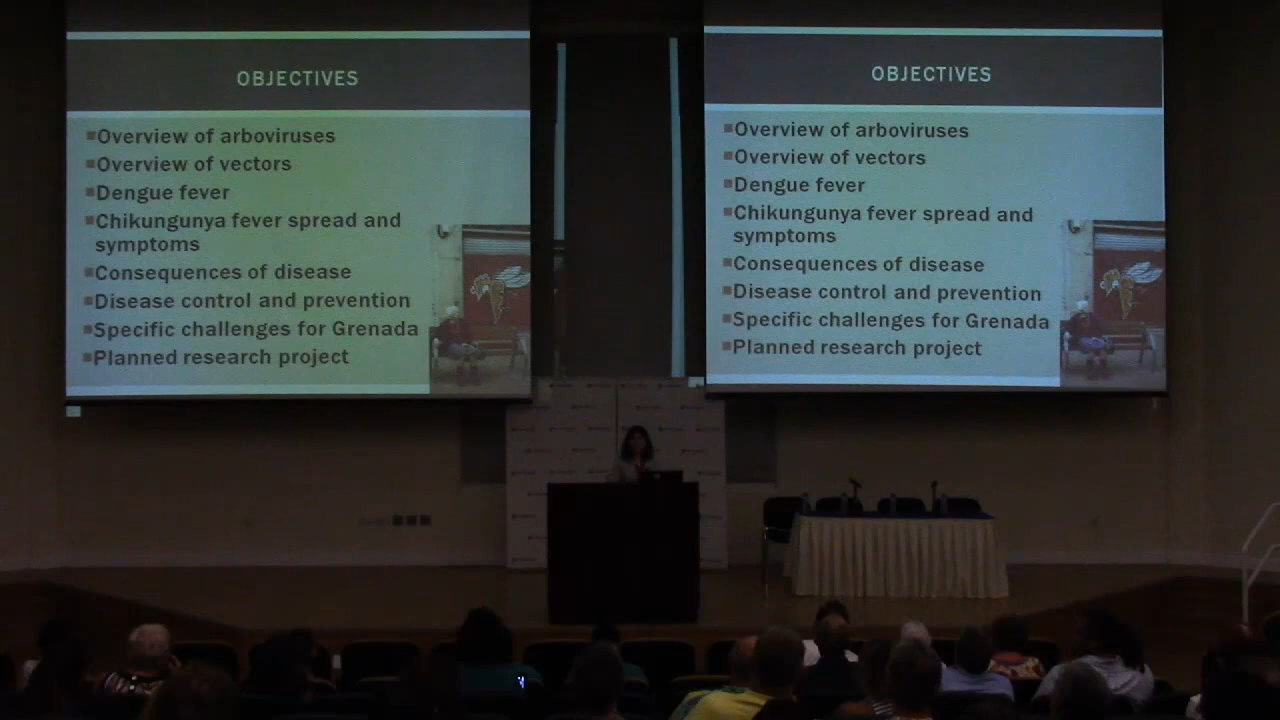 OBJECTIVES
Overview of arboviruses
Overview of vectors
Dengue fever
Chikungunya fever spread and
symptoms
Consequences of disease
Disease control and prevention
Specific challenges for Grenada
Planned research project
OBJECTIVES
Overview of arboviruses
Overview of vectors
Dengue fever
Chikungunya fever spread and
symptoms
Consequences of disease
Disease control and prevention
Specific challenges for Grenada
Planned research project